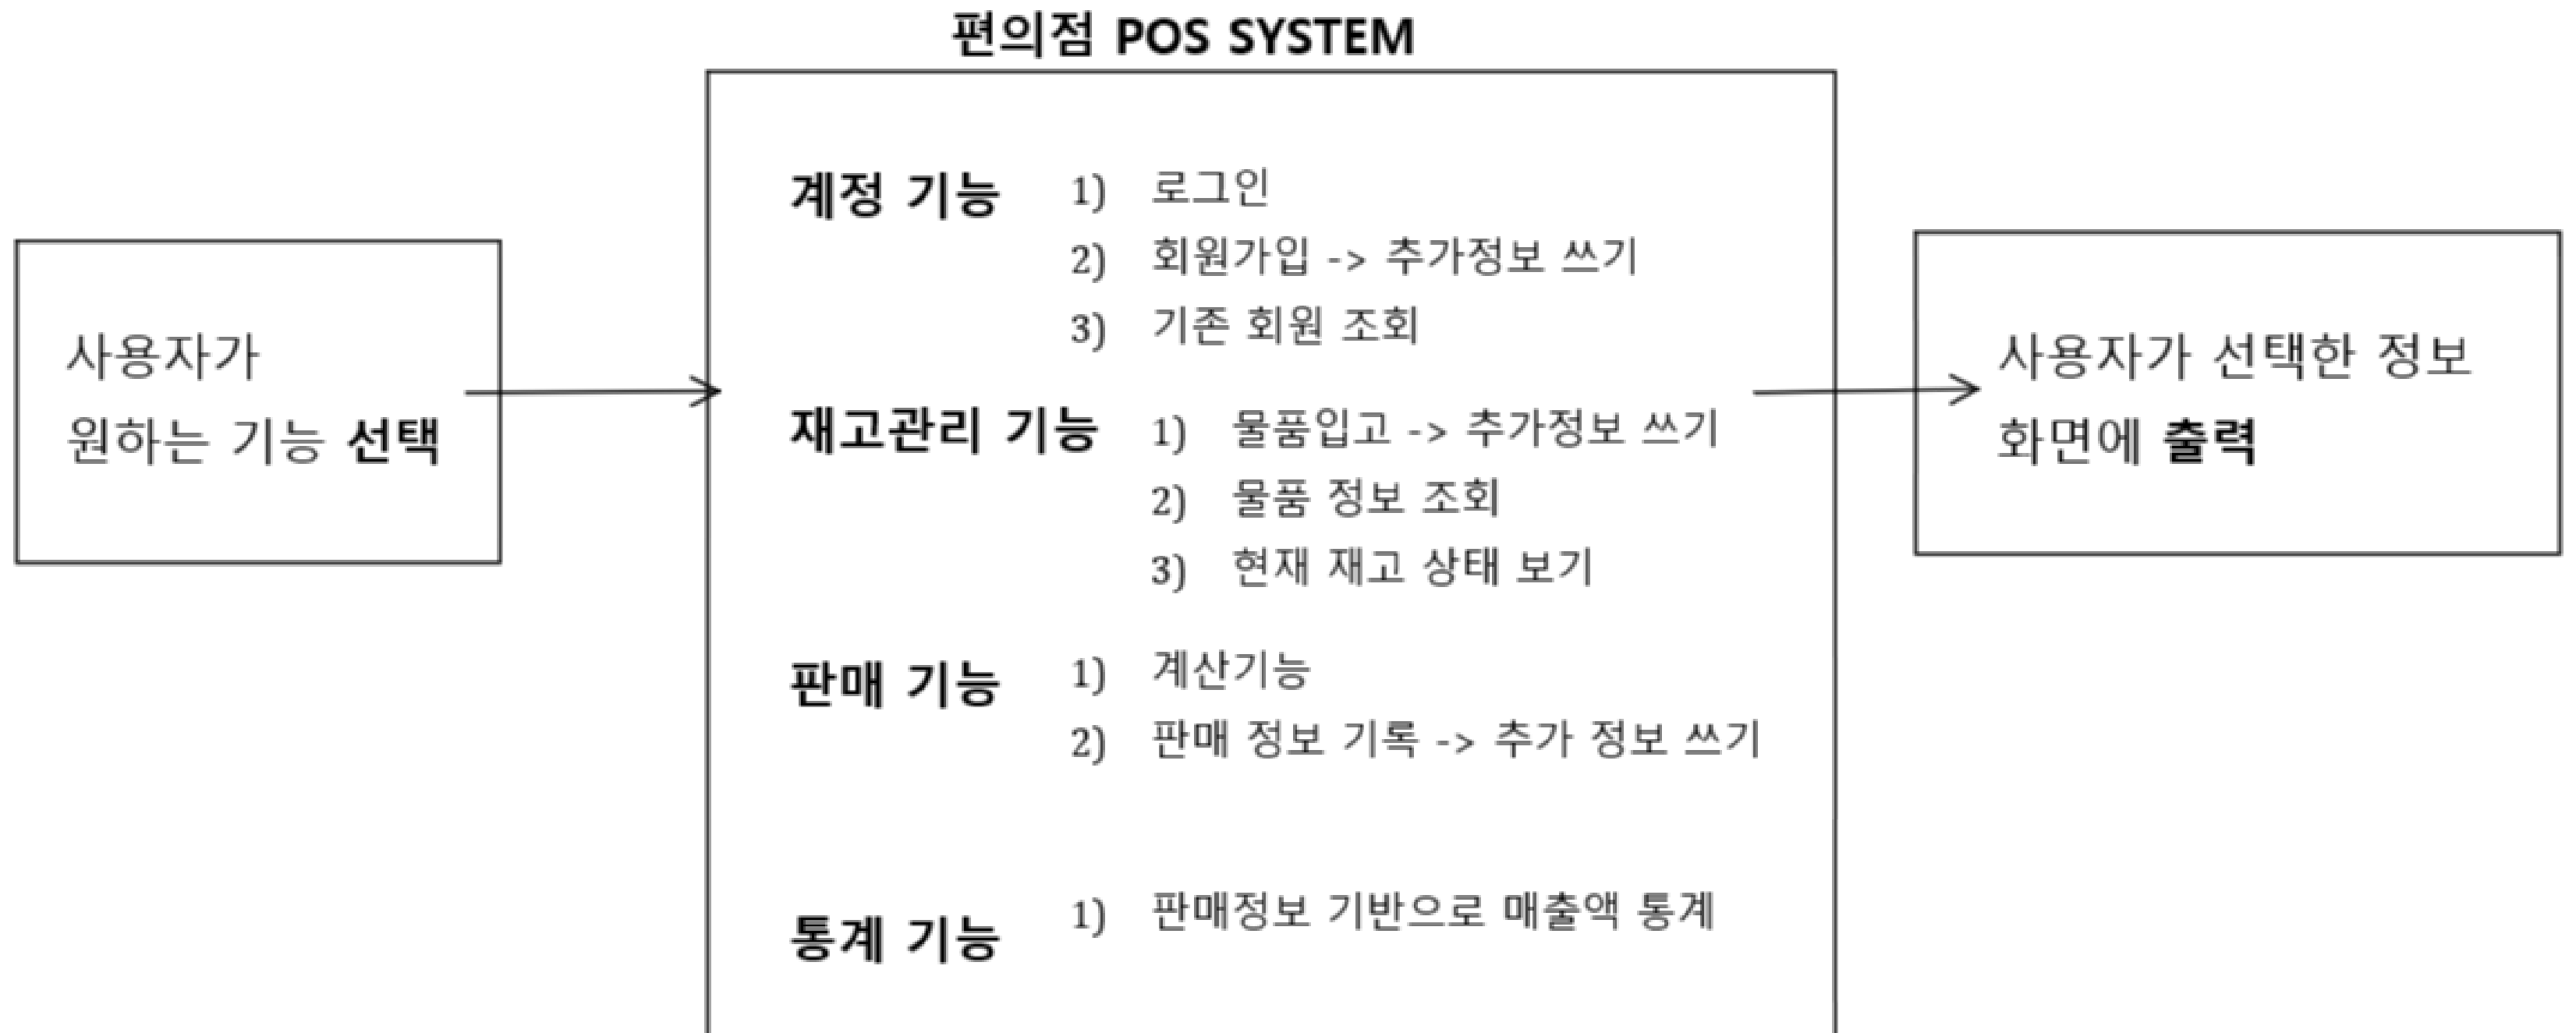 편의점 POS SYSTEM
사용자가
원하는 기능 선택
계정 기능
1) 로그인
2) 회원가입 -> 추가정보 쓰기
3) 기존 회원 조회
재고관리 기능
1) 물품입고 -> 추가정보 쓰기
2) 물품 정보 조회
3) 현재 재고 상태 보기
판매 기능
1) 계산기능
2) 판매 정보 기록 -> 추가 정보 쓰기
통계 기능
1) 판매정보 기반으로 매출액 통계
사용자가 선택한 정보
화면에 출력